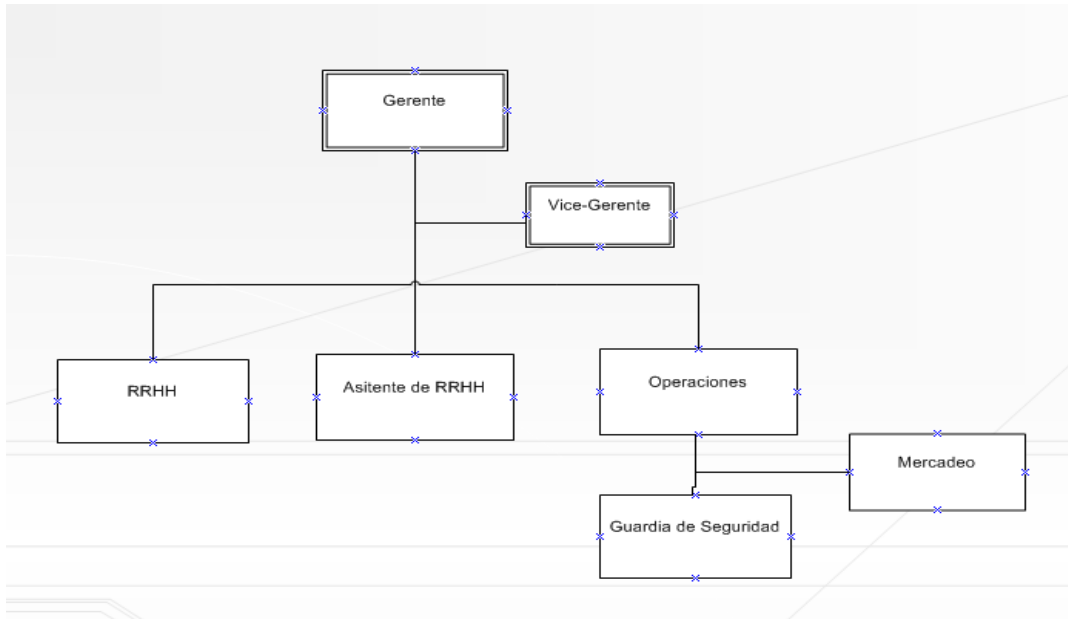 Gerente
Vice-Gerente
RRHH
Asitente de RRHH
Operaciones
Mercadeo
Guardia de Seguridad